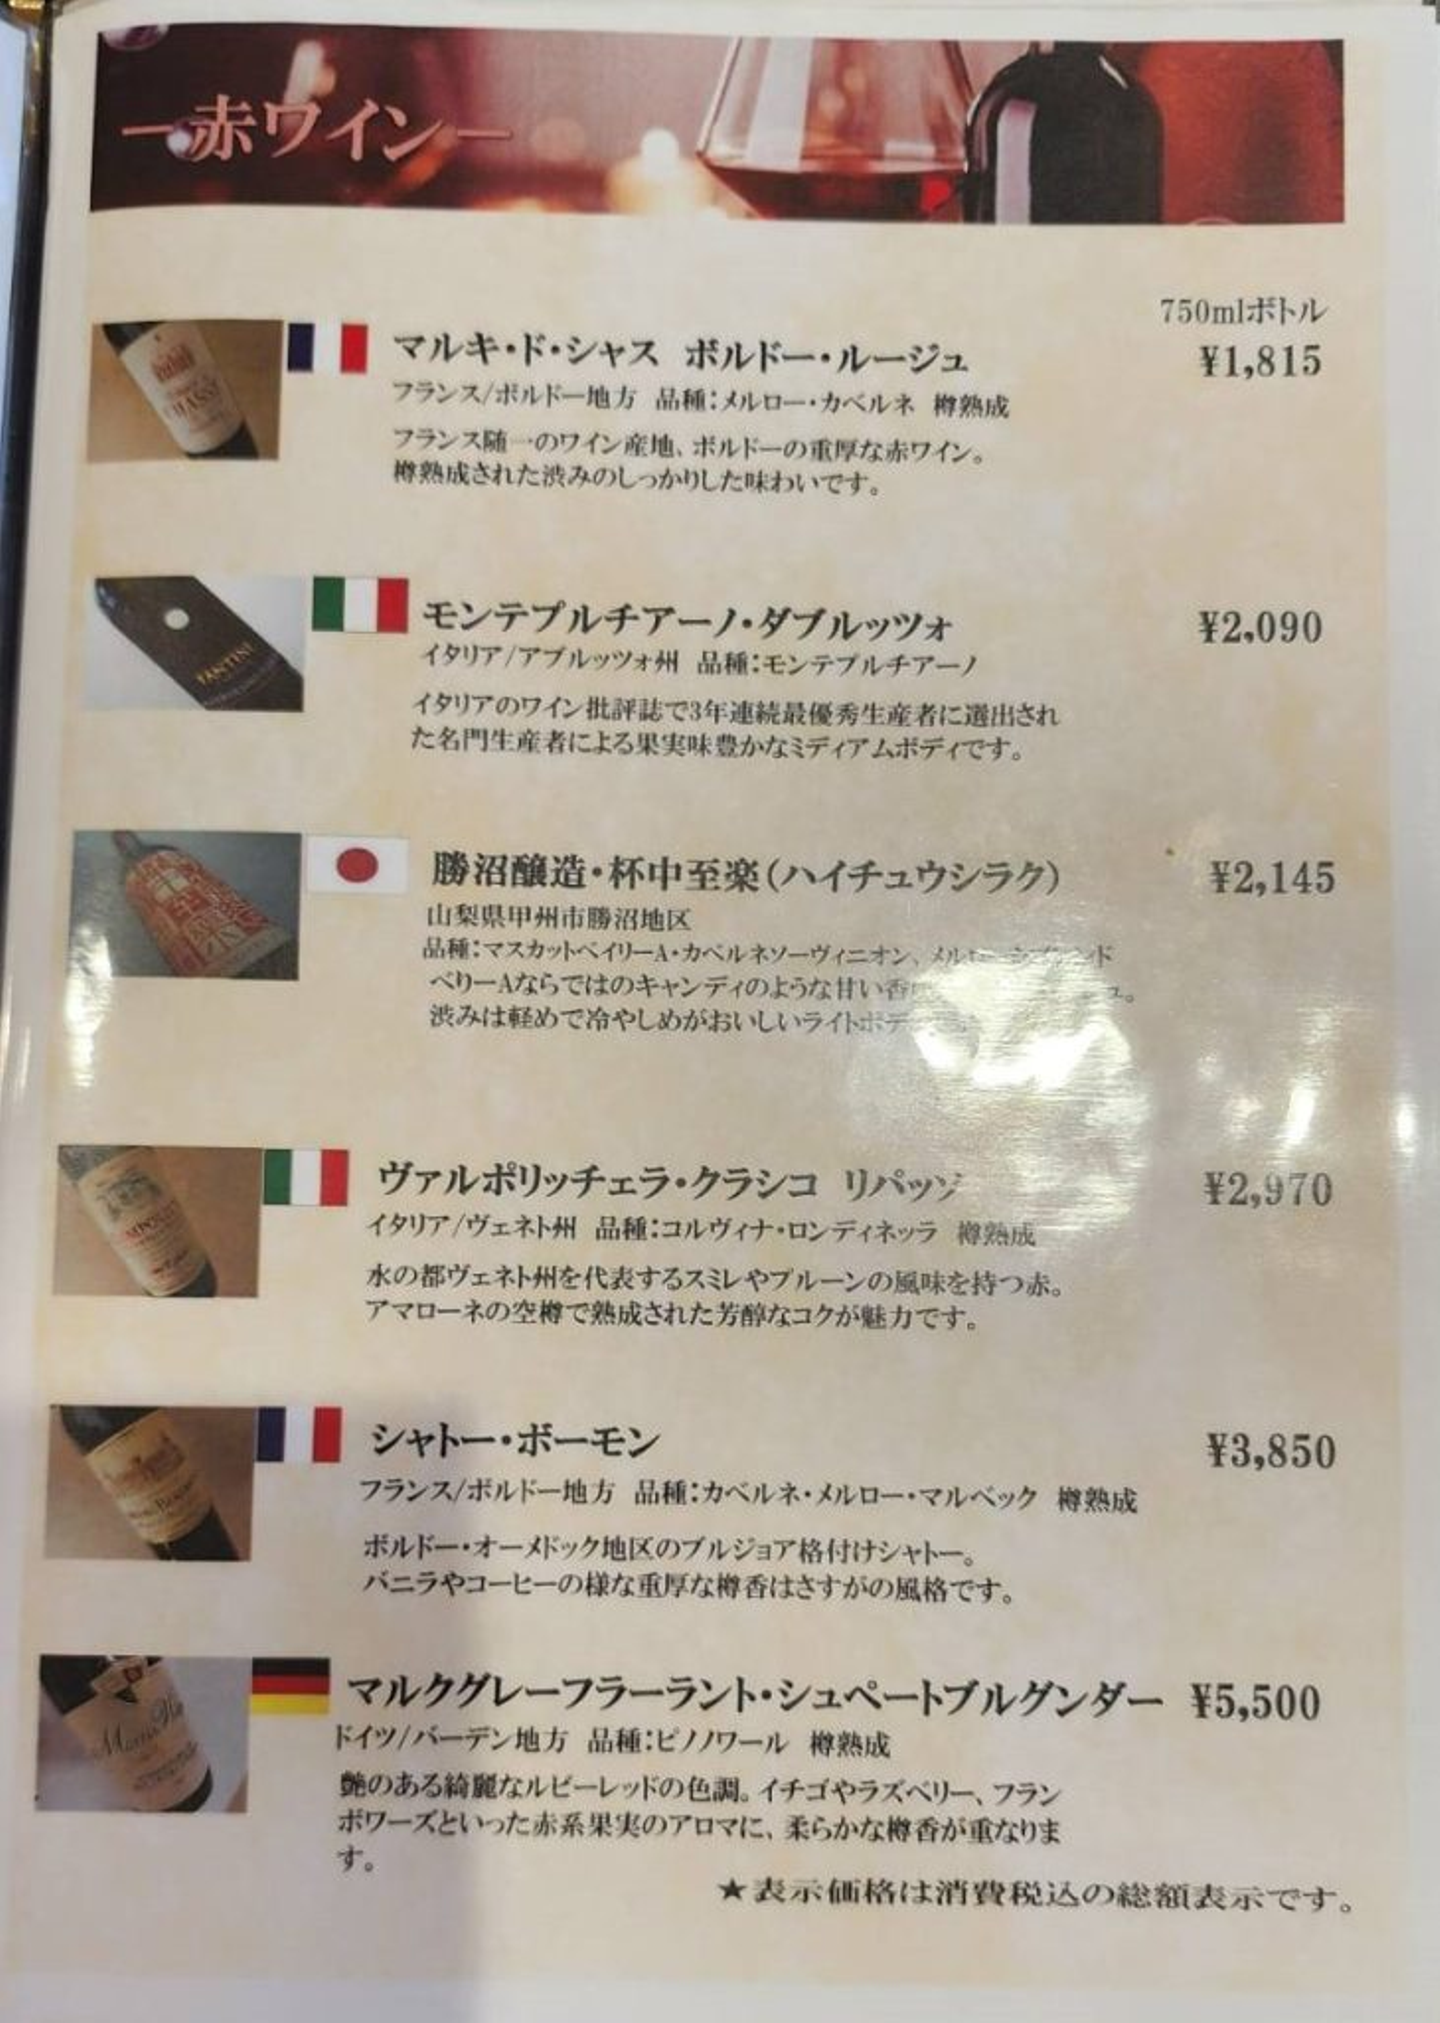 ―赤ワイン―
750mlボトル
マルキ・ド・シャス ボルドー・ルージュ ¥1,815
フランス/ボルドー地方 品種:メルロー・カベルネ 樽熟成
フランス随一のワイン産地、ボルドーの重厚な赤ワイン。
樽熟成された渋みのしっかりした味わいです。
FANTINI
モンテプルチアーノ・ダブルッツォ ¥2,090
イタリア/アブルッツォ州 品種:モンテプルチアーノ
イタリアのワイン批評誌で3年連続最優秀生産者に選出され
た名門生産者による果実味豊かなミディアムボディです。
勝沼醸造・杯中至楽(ハイチュウシラク) ¥2,145
山梨県甲州市勝沼地区
品種:マスカットベイリーA・カベルネソーヴィニオン、
ベリーAならではのキャンディのような甘い香
渋みは軽めで冷やしめがおいしいライトボデ
ヴァルポリッチェラ・クラシコ リパッソ ¥2,970
イタリア/ヴェネト州 品種:コルヴィナ・ロンディネッラ 樽熟成
水の都ヴェネト州を代表するスミレやプルーンの風味を持つ赤。
アマローネの空樽で熟成された芳醇なコクが魅力です。
シャトー・ボーモン ¥3,850
フランス/ボルドー地方 品種:カベルネ・メルロー・マルベック 樽熟成
ボルドー・オーメドック地区のブルジョア格付けシャトー。
バニラやコーヒーの様な重厚な樽香はさすがの風格です。
マルクグレーフラーラント・シュペートブルグンダー ¥5,500
ドイツ/バーデン地方 品種:ピノノワール 樽熟成
艶のある綺麗なルビーレッドの色調。イチゴやラズベリー、フラン
ボワーズといった赤系果実のアロマに、柔らかな樽香が重なりま
す。
★表示価格は消費税込の総額表示です。